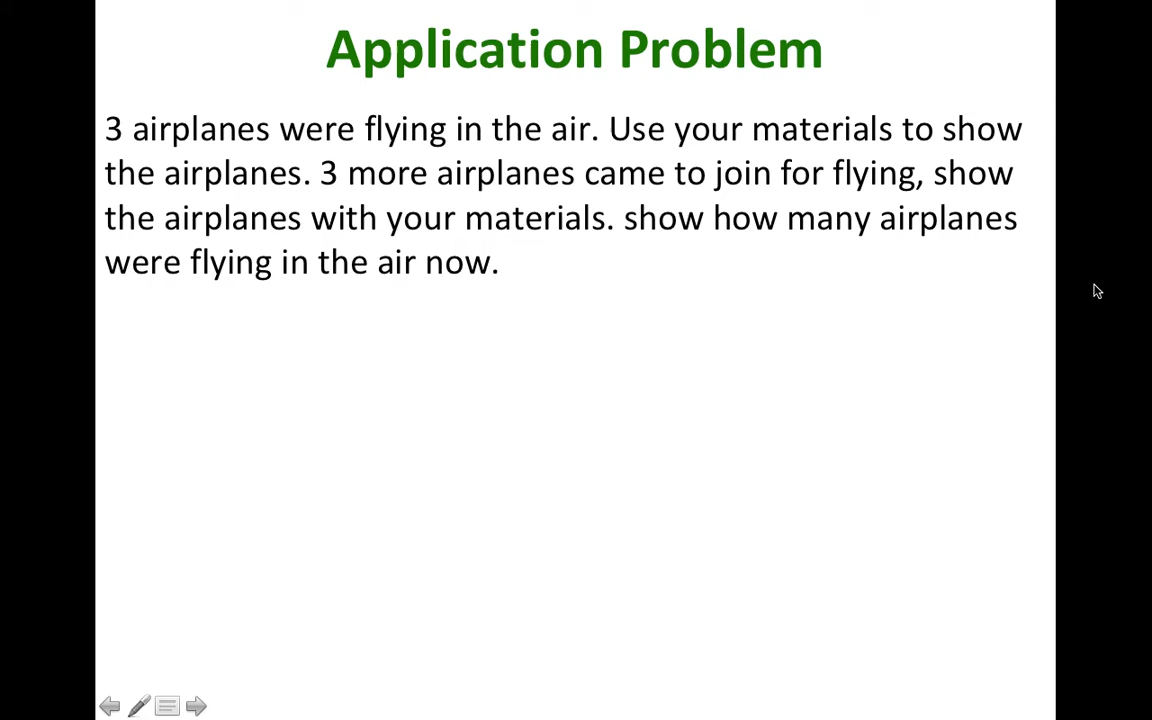 Application Problem
3 airplanes were flying in the air. Use your materials to show
the airplanes. 3 more airplanes came to join for flying, show
the airplanes with your materials. show how many airplanes
were flying in the air now.